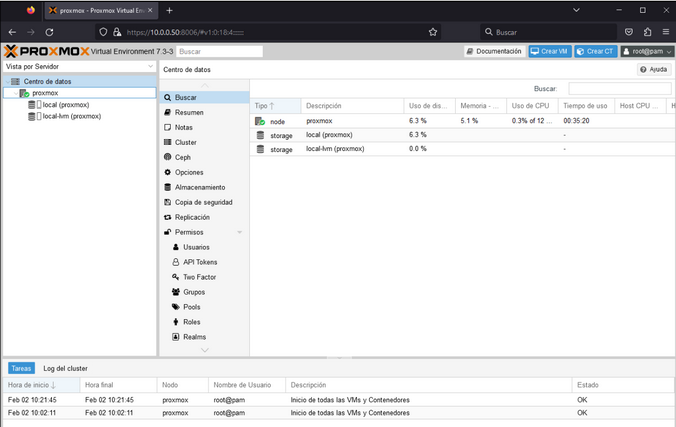 proxmox - Proxmox Virtual Env
https://10.0.0.50:8006/#v1:0:18:4:::::
Buscar
PROXMOX Virtual Environment 7.3-3 Buscar Documentación Crear VM Crear CT root@pam
Vista por Servidor
Centro de datos
proxmox
local (proxmox)
local-lvm (proxmox)
Centro de datos Ayuda
Buscar
Resumen
Notas
Cluster
Ceph
Opciones
Almacenamiento
Copia de seguridad
Replicación
Permisos
Usuarios
API Tokens
Two Factor
Grupos
Pools
Roles
Realms
Buscar:
Tipo Descripción Uso de dis... Memoria - ... Uso de CPU Tiempo de uso Host CPU ... H
node proxmox 6.3 % 5.1 % 0.3% of 12 ... 00:35:20
storage local (proxmox) 6.3 % -
storage local-lvm (proxmox) 0.0 % -
Tareas Log del cluster
Hora de inicio Hora final Nodo Nombre de Usuario Descripción Estado
Feb 02 10:21:45 Feb 02 10:21:45 proxmox root@pam Inicio de todas las VMs y Contenedores OK
Feb 02 10:02:11 Feb 02 10:02:11 proxmox root@pam Inicio de todas las VMs y Contenedores OK